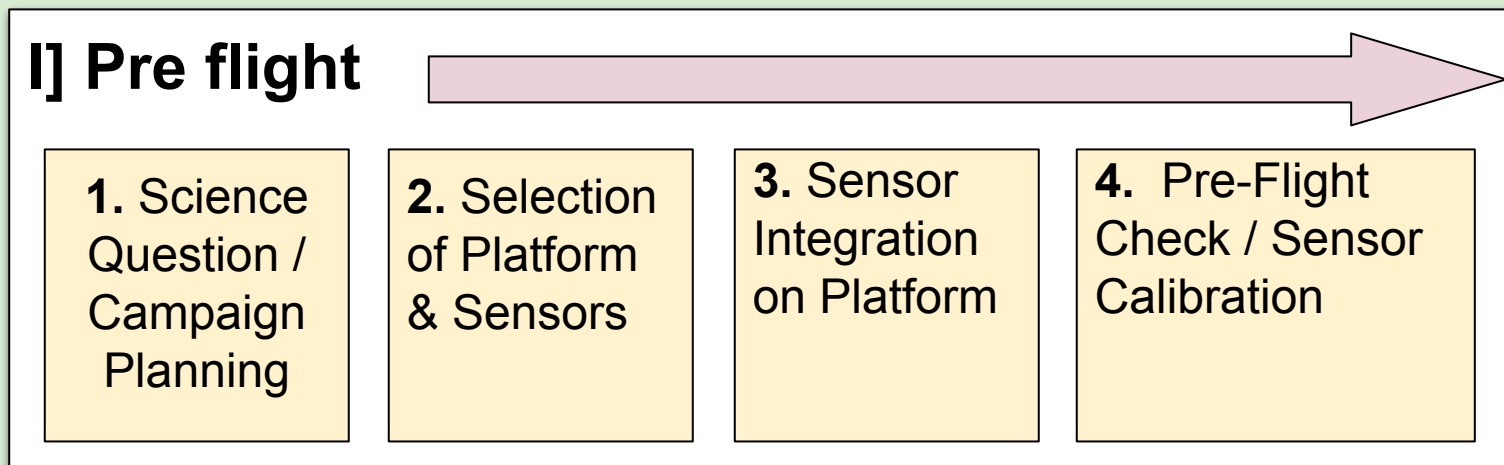 I] Pre flight
1. Science
Question /
Campaign
Planning
2. Selection
of Platform
& Sensors
3. Sensor
Integration
on Platform
4. Pre-Flight
Check / Sensor
Calibration